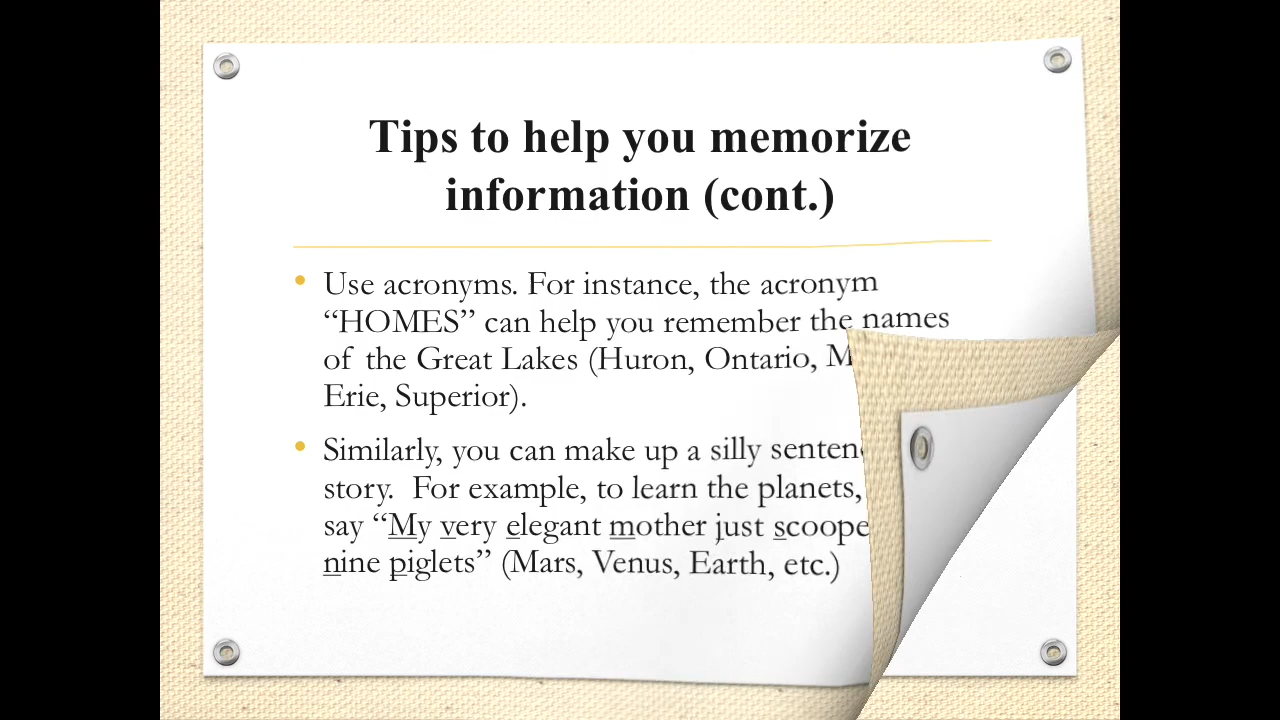 Tips to help you memorize
information (cont.)
• Use acronyms. For instance, the acronym
“HOMES” can help you remember the names
of the Great Lakes (Huron, Ontario,
Erie, Superior).
• Similarly, you can make up a silly
story. For example, to learn the planets,
say “My very elegant mother just
nine piglets” (Mars, Venus, Earth, etc.)